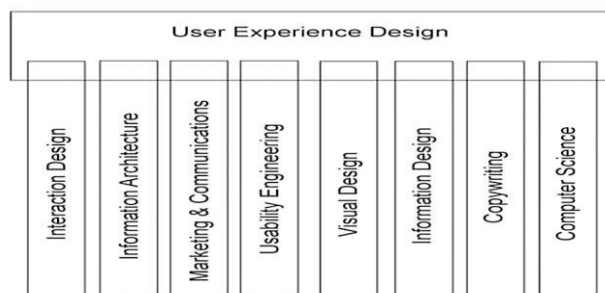 User Experience Design
Interaction Design
Information Architecture
Marketing & Communications
Usability Engineering
Visual Design
Information Design
Copywriting
Computer Science